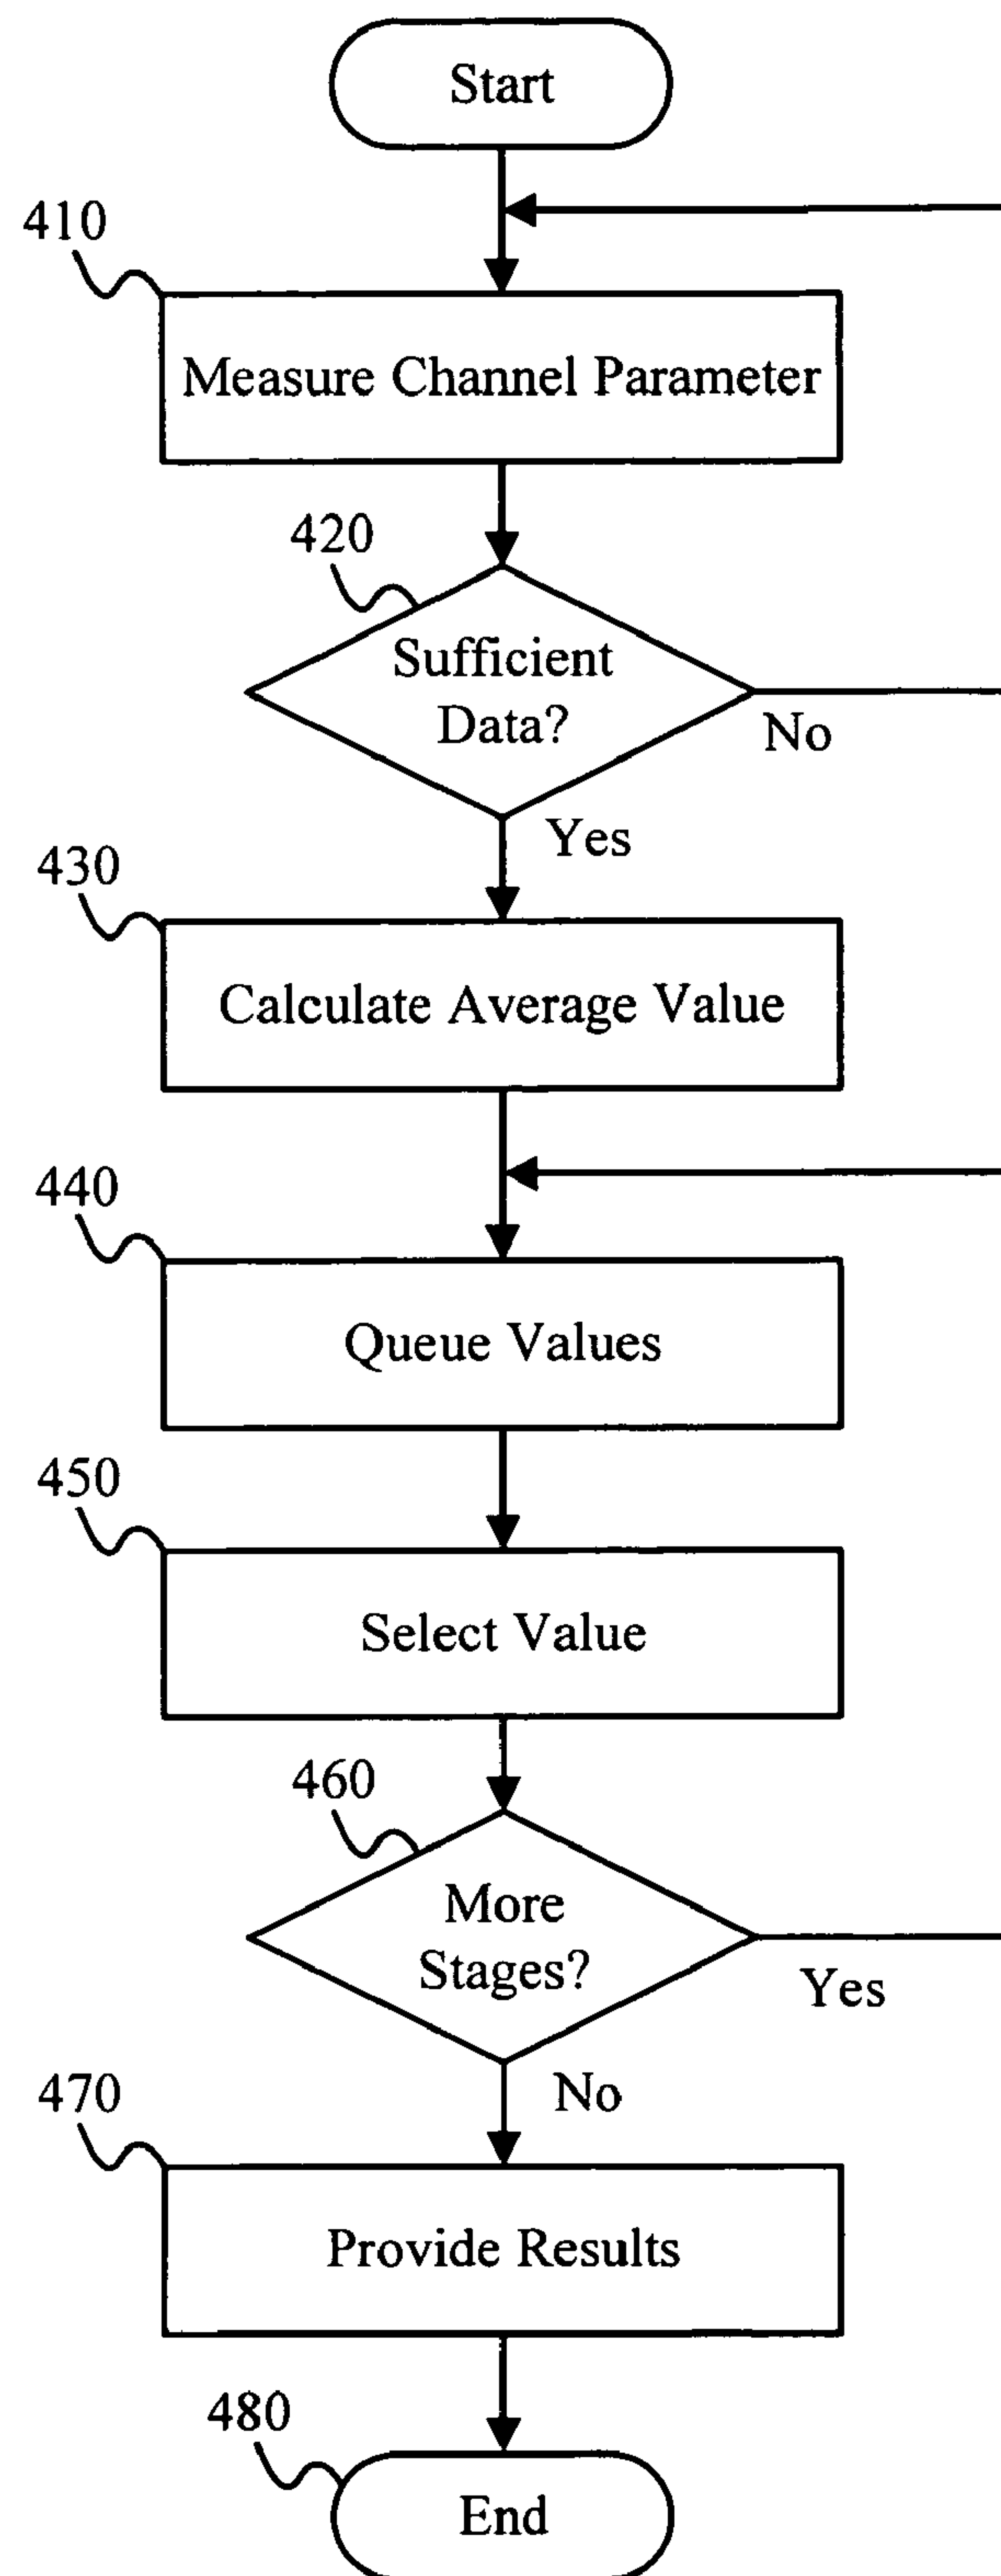 Start
410
Measure Channel Parameter
420
Sufficient
Data?
No
Yes
430
Calculate Average Value
440
Queue Values
450
Select Value
460
More
Stages?
Yes
No
470
Provide Results
480
End